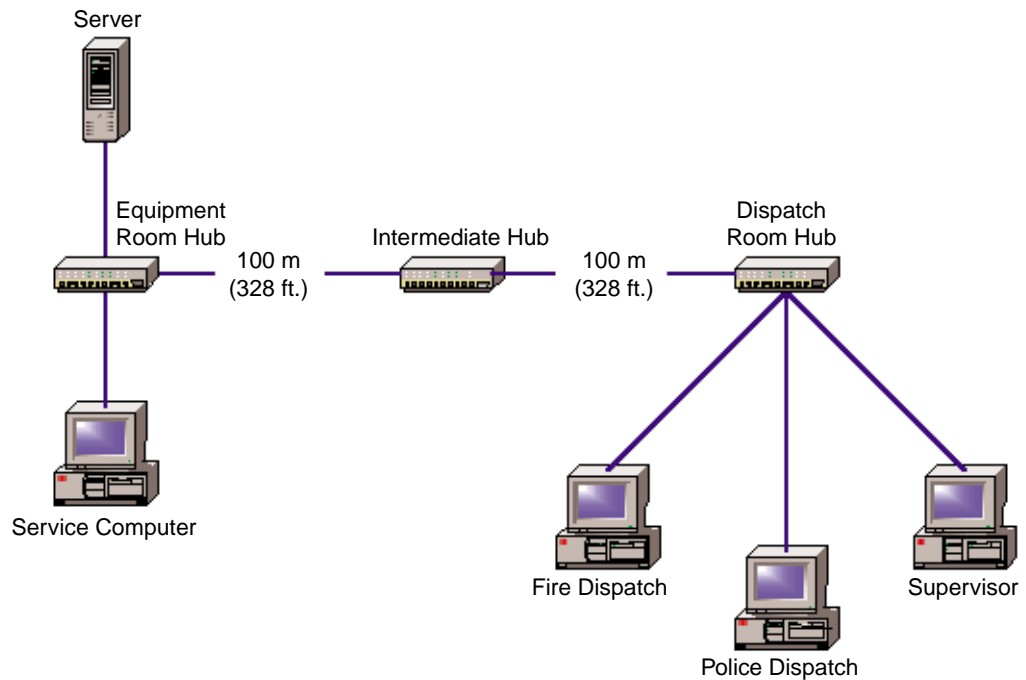 Server
Equipment
Room Hub
Intermediate Hub
Dispatch
Room Hub
100 m
(328 ft.)
100 m
(328 ft.)
Service Computer
Fire Dispatch
Supervisor
Police Dispatch